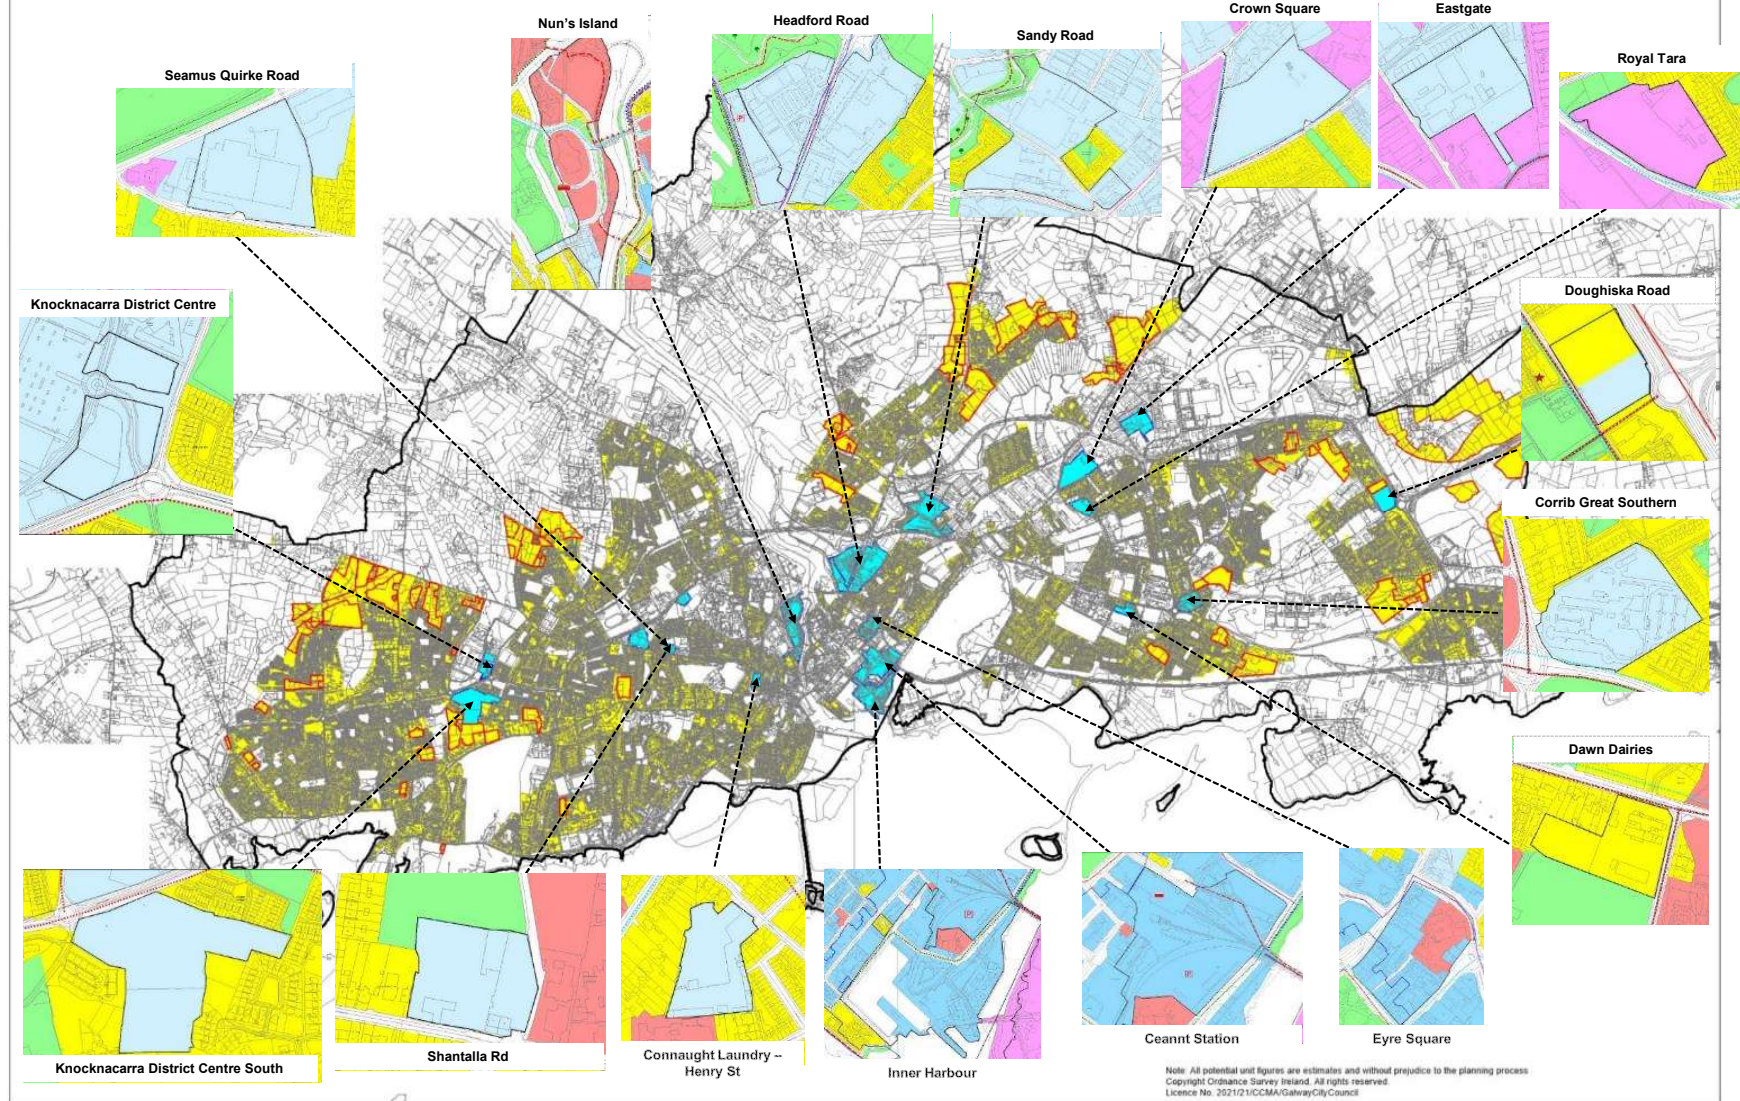 Crown Square
Eastgate
Nun's Island
Headford Road
Sandy Road
Royal Tara
Seamus Quirke Road
Doughiska Road
Knocknacarra District Centre
Corrib Great Southern
Dawn Dairies
Ceannt Station
Eyre Square
Connaught Laundry –
Henry St
Shantalla Rd
Knocknacarra District Centre South
Inner Harbour
P
P
P
Note: All potential unit figures are estimates and without prejudice to the planning process
Copyright Ordnance Survey Ireland. All rights reserved.
Licence No. 2021/21/CCMA/GalwayCityCouncil